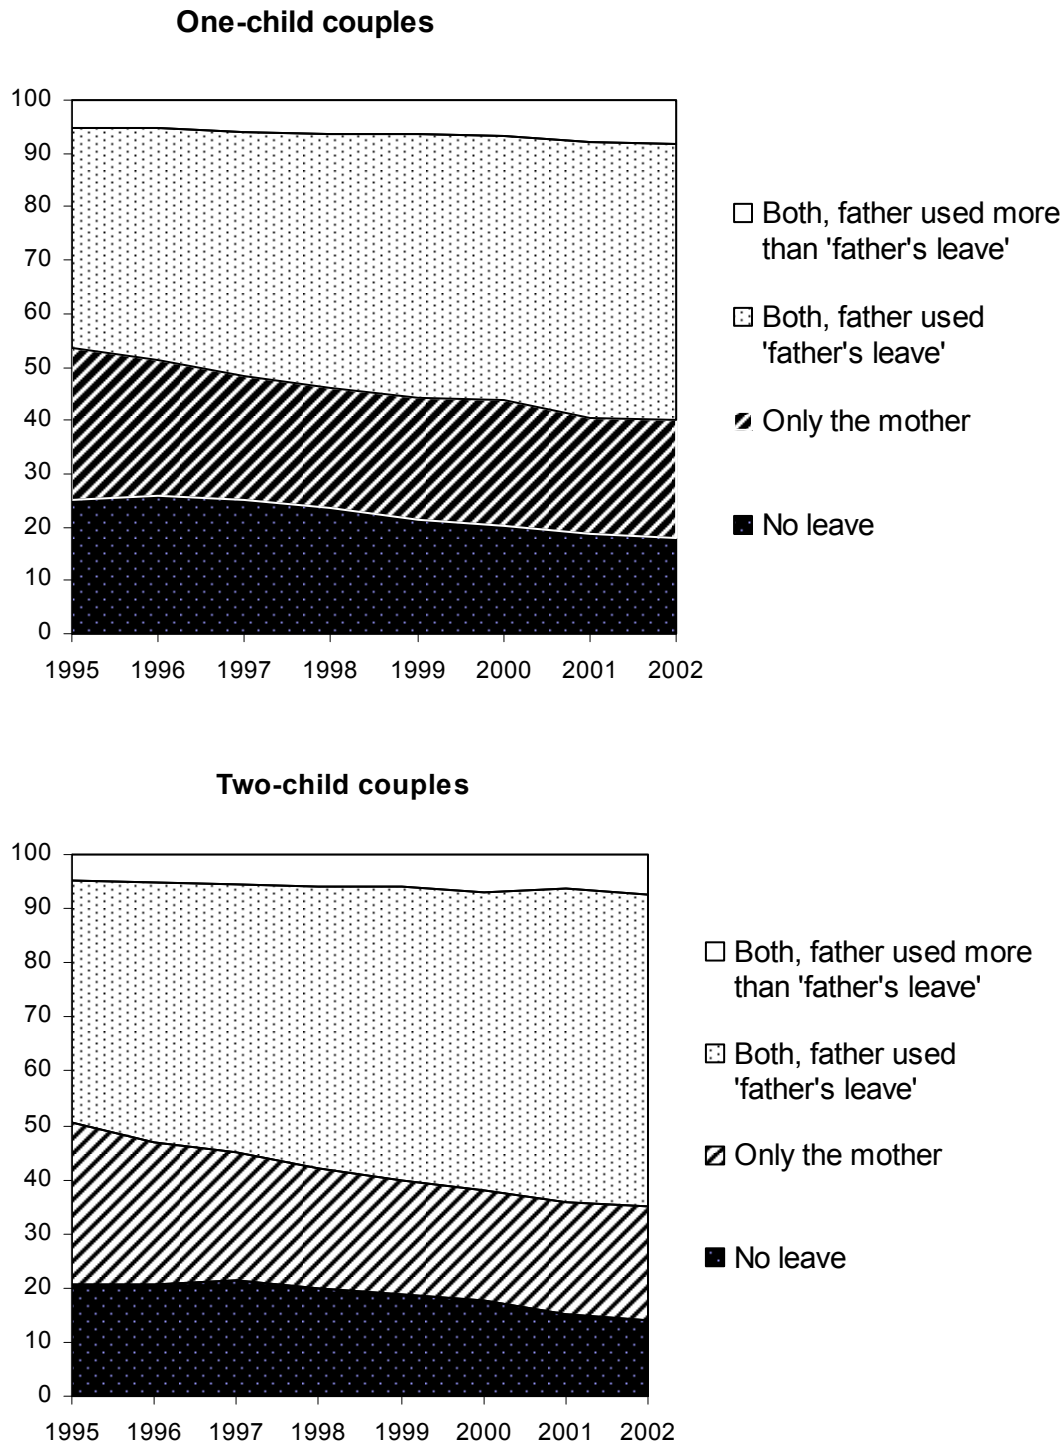 One-child couples
100
90
80
70
60
50
40
30
20
10
0
1995 1996 1997 1998 1999 2000 2001 2002
Both, father used more
than 'father's leave'
Both, father used
'father's leave'
Only the mother
No leave
Two-child couples
100
90
80
70
60
50
40
30
20
10
0
1995 1996 1997 1998 1999 2000 2001 2002
Both, father used more
than 'father's leave'
Both, father used
'father's leave'
Only the mother
No leave